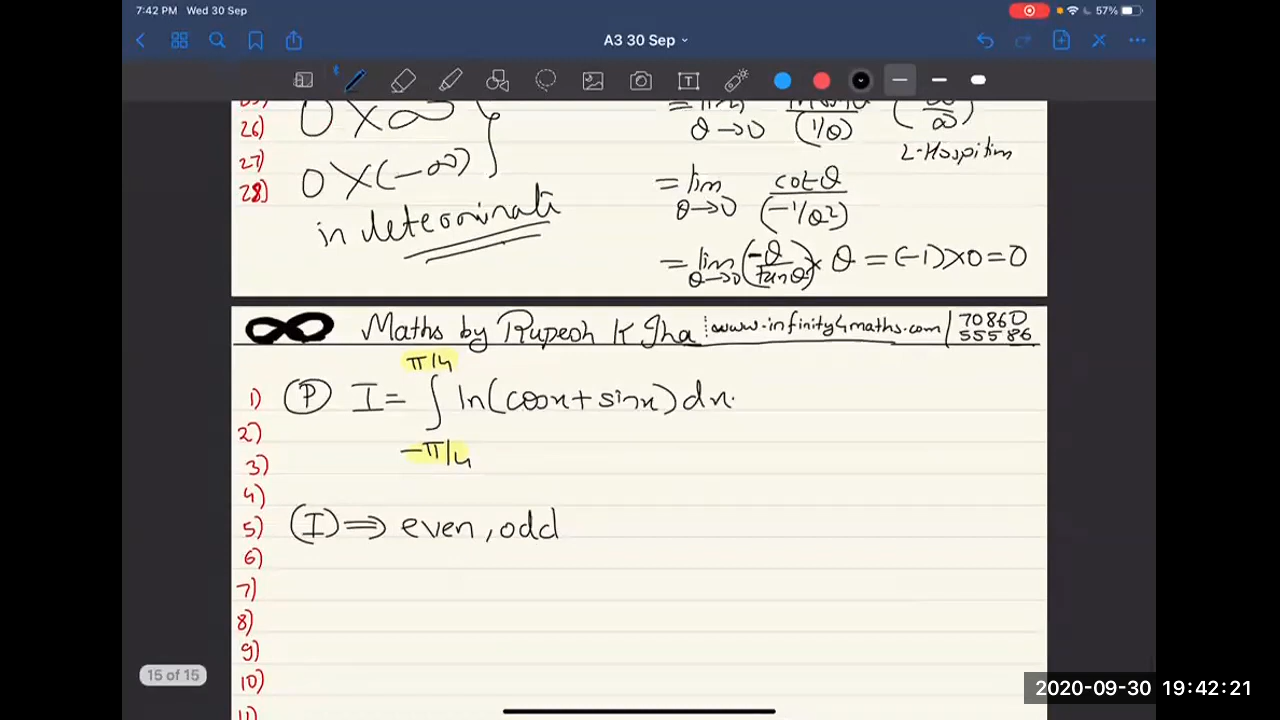 7:42 PM Wed 30 Sep
57%
A3 30 Sep
26) 0 × ∞
27)
28) 0 × (−∞)
in determinate
θ→0 (1/θ) ∞
L-Hospital
= lim cotθ
θ→0 (−1/θ²)
= lim (−θ/tanθ) × θ = (−1) × 0 = 0
θ→0
∞ Maths by Rupesh K Jha www.infinity4maths.com 70860
55586
π/4
1) (P) I = ∫ ln(cosx + sinx) dx
2)
−π/4
3)
4)
5) (I) ⇒ even, odd
6)
7)
8)
9)
10)
11)
15 of 15
2020-09-30 19:42:21